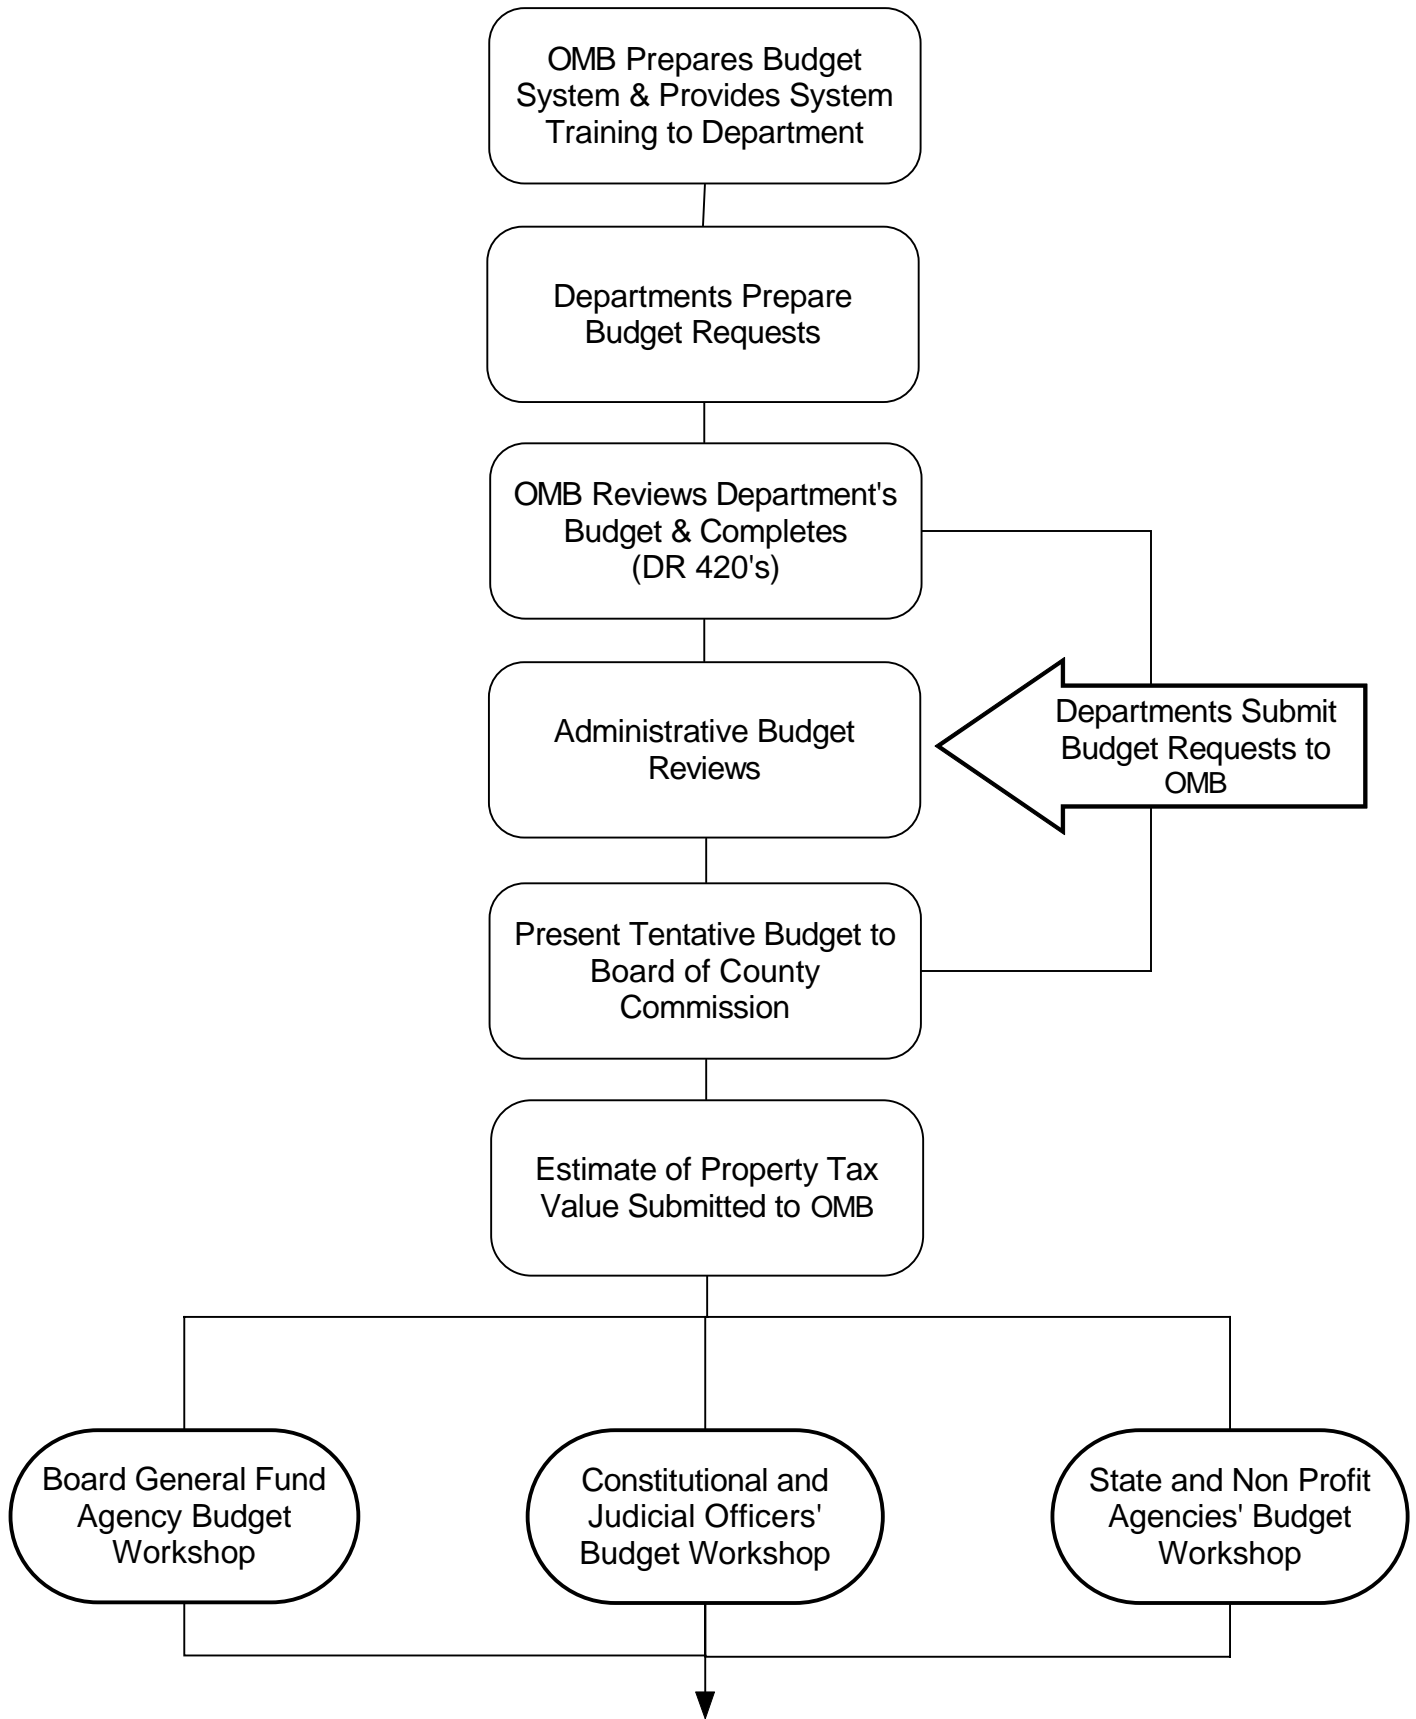 OMB Prepares Budget
System & Provides System
Training to Department
Departments Prepare
Budget Requests
OMB Reviews Department's
Budget & Completes
(DR 420's)
Administrative Budget
Reviews
Departments Submit
Budget Requests to
OMB
Present Tentative Budget to
Board of County
Commission
Estimate of Property Tax
Value Submitted to OMB
Board General Fund
Agency Budget
Workshop
Constitutional and
Judicial Officers'
Budget Workshop
State and Non Profit
Agencies' Budget
Workshop